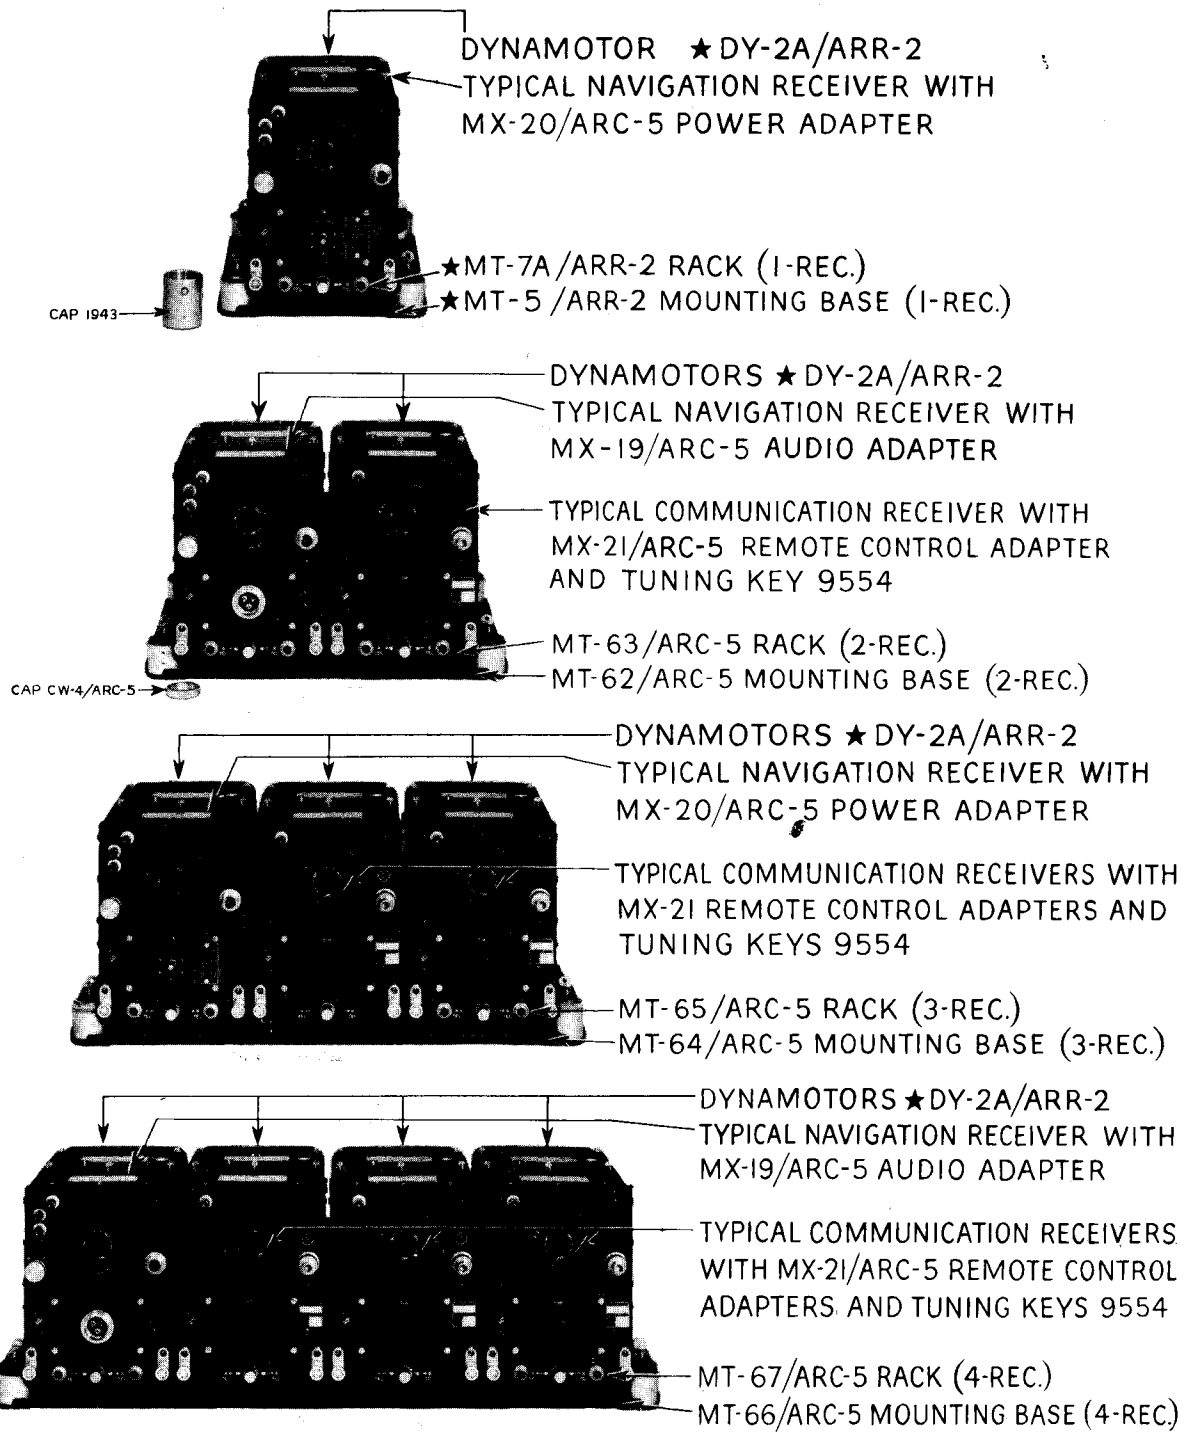 DYNAMOTOR ★ DY-2A/ARR-2
TYPICAL NAVIGATION RECEIVER WITH
MX-20/ARC-5 POWER ADAPTER
★MT-7A/ARR-2 RACK (1-REC.)
★MT-5/ARR-2 MOUNTING BASE (1-REC.)
CAP 1943
DYNAMOTORS ★ DY-2A/ARR-2
TYPICAL NAVIGATION RECEIVER WITH
MX-19/ARC-5 AUDIO ADAPTER
TYPICAL COMMUNICATION RECEIVER WITH
MX-21/ARC-5 REMOTE CONTROL ADAPTER
AND TUNING KEY 9554
MT-63/ARC-5 RACK (2-REC.)
MT-62/ARC-5 MOUNTING BASE (2-REC.)
CAP CW-4/ARC-5
DYNAMOTORS ★ DY-2A/ARR-2
TYPICAL NAVIGATION RECEIVER WITH
MX-20/ARC-5 POWER ADAPTER
TYPICAL COMMUNICATION RECEIVERS WITH
MX-21 REMOTE CONTROL ADAPTERS AND
TUNING KEYS 9554
MT-65/ARC-5 RACK (3-REC.)
MT-64/ARC-5 MOUNTING BASE (3-REC.)
DYNAMOTORS ★ DY-2A/ARR-2
TYPICAL NAVIGATION RECEIVER WITH
MX-19/ARC-5 AUDIO ADAPTER
TYPICAL COMMUNICATION RECEIVERS
WITH MX-21/ARC-5 REMOTE CONTROL
ADAPTERS AND TUNING KEYS 9554
MT-67/ARC-5 RACK (4-REC.)
MT-66/ARC-5 MOUNTING BASE (4-REC.)